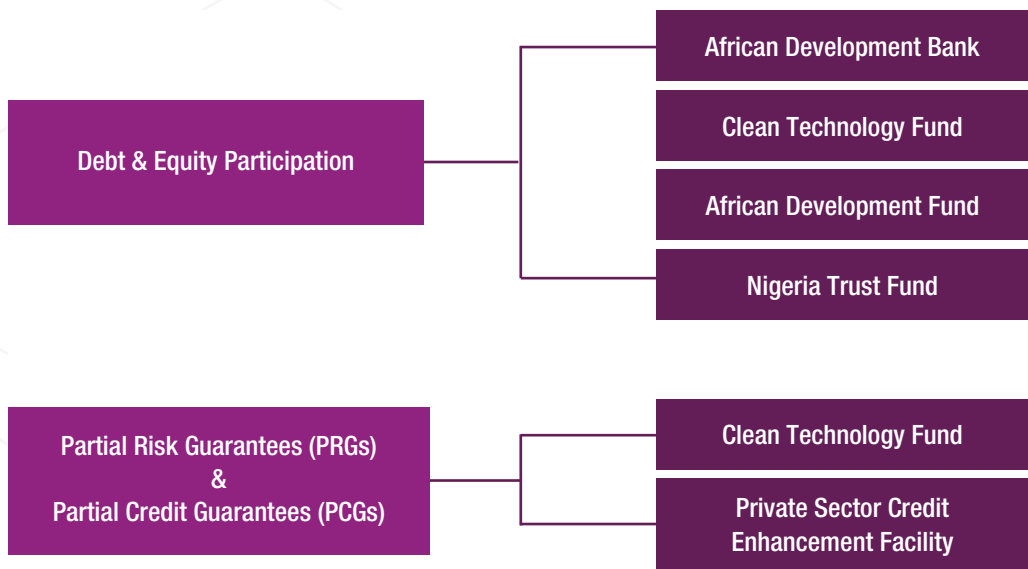 Debt & Equity Participation
African Development Bank
Clean Technology Fund
African Development Fund
Nigeria Trust Fund
Partial Risk Guarantees (PRGs)
&
Partial Credit Guarantees (PCGs)
Clean Technology Fund
Private Sector Credit
Enhancement Facility